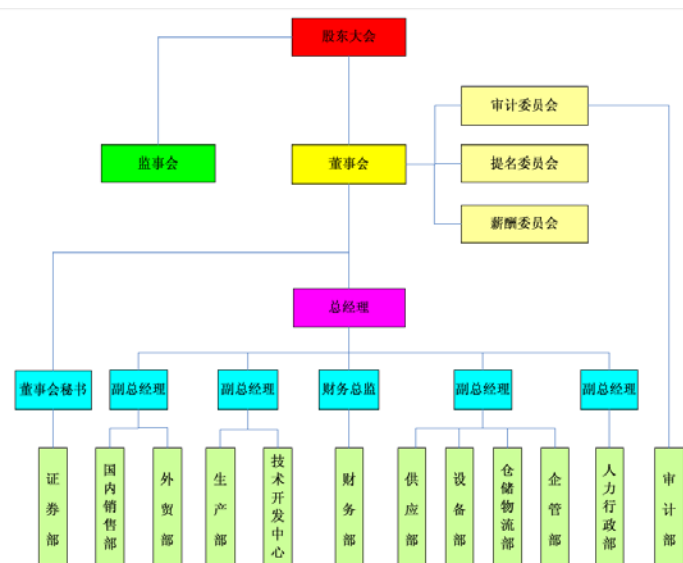 股东大会
监事会
董事会
审计委员会
提名委员会
薪酬委员会
总经理
董事会秘书
副总经理
副总经理
财务总监
副总经理
副总经理
证券部
国内销售部
外贸部
生产部
技术开发中心
财务部
供应部
设备部
仓储物流部
企管部
人力行政部
审计部